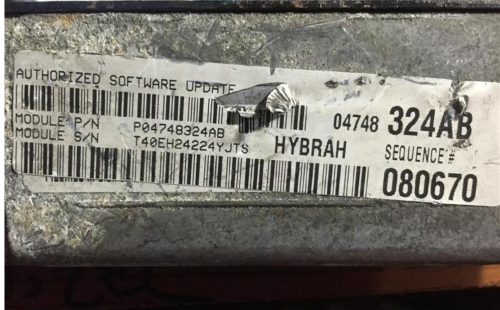 AUTHORIZED SOFTWARE UPDATE
MODULE P/N P04748324AB
MODULE S/N T40EH24224YJTS
HYBRAH
04748 324AB
SEQUENCE #
080670